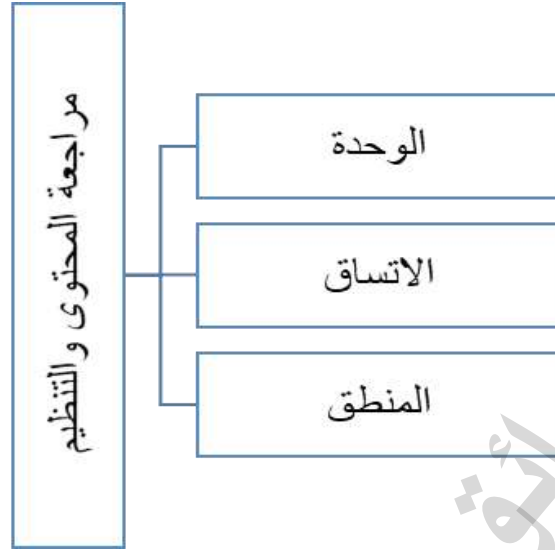 مراجعة المحتوى والتنظيم
الوحدة
الاتساق
المنطق